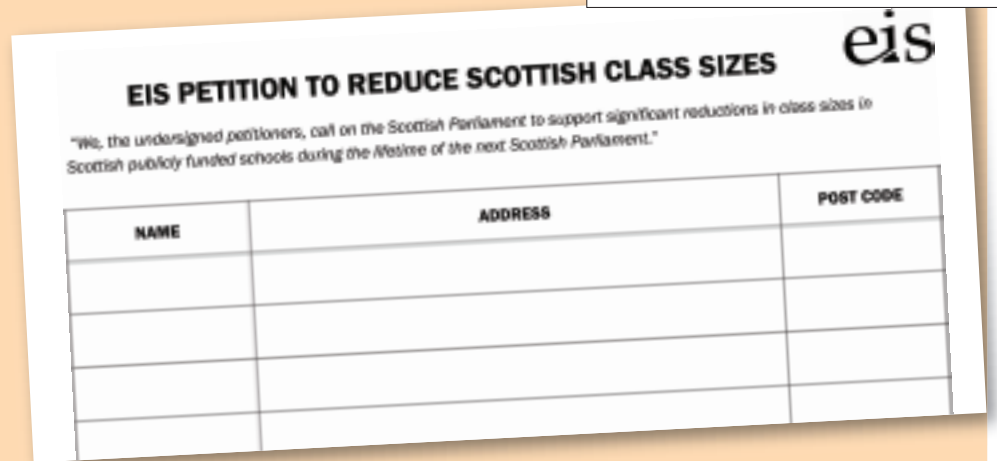 eis
EIS PETITION TO REDUCE SCOTTISH CLASS SIZES
"We, the undersigned petitioners, call on the Scottish Parliament to support significant reductions in class sizes in
Scottish publicly funded schools during the lifetime of the next Scottish Parliament."
NAME ADDRESS POST CODE